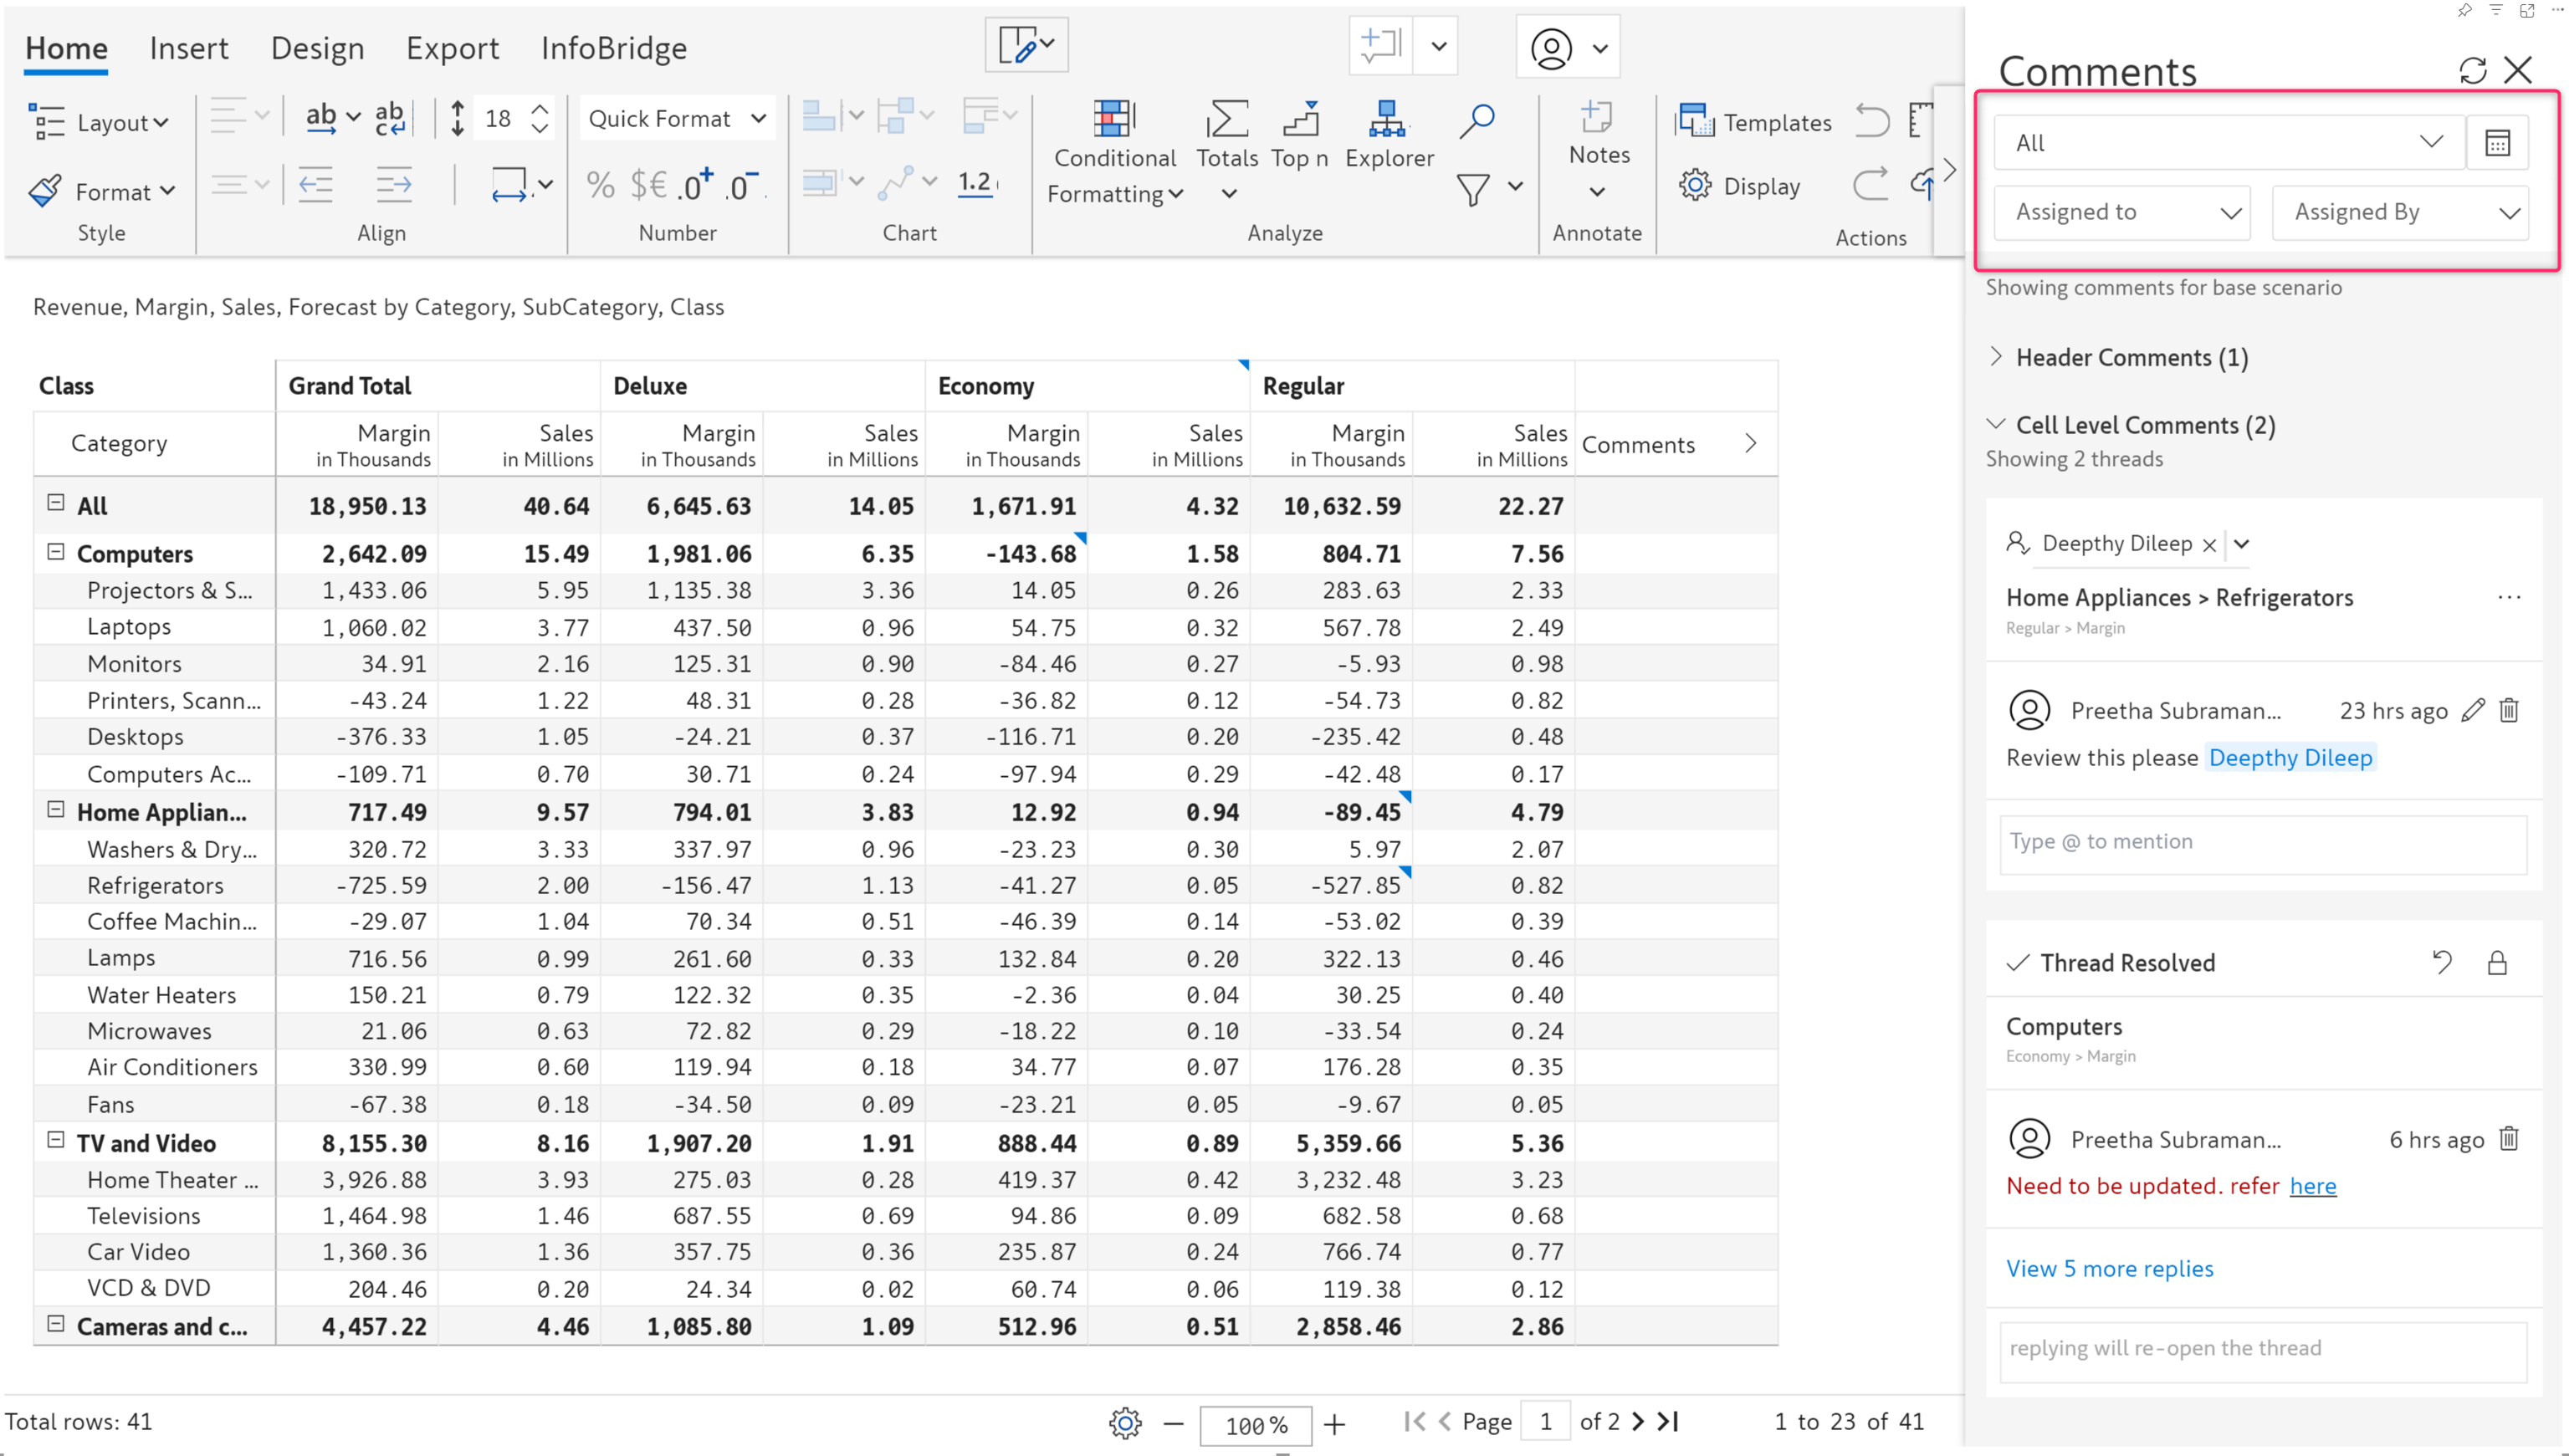 Home Insert Design Export InfoBridge
Layout
ab ab c 18 Quick Format
Conditional Formatting Totals Top n Explorer
Notes
Templates
Format
% $€ .0+ .0- 1.2
Display
Style Align Number Chart Analyze Annotate Actions
Revenue, Margin, Sales, Forecast by Category, SubCategory, Class
Class Grand Total Deluxe Economy Regular
Category Margin in Thousands Sales in Millions Margin in Thousands Sales in Millions Margin in Thousands Sales in Millions Margin in Thousands Sales in Millions Comments
All 18,950.13 40.64 6,645.63 14.05 1,671.91 4.32 10,632.59 22.27
Computers 2,642.09 15.49 1,981.06 6.35 -143.68 1.58 804.71 7.56
Projectors & S... 1,433.06 5.95 1,135.38 3.36 14.05 0.26 283.63 2.33
Laptops 1,060.02 3.77 437.50 0.96 54.75 0.32 567.78 2.49
Monitors 34.91 2.16 125.31 0.90 -84.46 0.27 -5.93 0.98
Printers, Scann... -43.24 1.22 48.31 0.28 -36.82 0.12 -54.73 0.82
Desktops -376.33 1.05 -24.21 0.37 -116.71 0.20 -235.42 0.48
Computers Ac... -109.71 0.70 30.71 0.24 -97.94 0.29 -42.48 0.17
Home Applian... 717.49 9.57 794.01 3.83 12.92 0.94 -89.45 4.79
Washers & Dry... 320.72 3.33 337.97 0.96 -23.23 0.30 5.97 2.07
Refrigerators -725.59 2.00 -156.47 1.13 -41.27 0.05 -527.85 0.82
Coffee Machin... -29.07 1.04 70.34 0.51 -46.39 0.14 -53.02 0.39
Lamps 716.56 0.99 261.60 0.33 132.84 0.20 322.13 0.46
Water Heaters 150.21 0.79 122.32 0.35 -2.36 0.04 30.25 0.40
Microwaves 21.06 0.63 72.82 0.29 -18.22 0.10 -33.54 0.24
Air Conditioners 330.99 0.60 119.94 0.18 34.77 0.07 176.28 0.35
Fans -67.38 0.18 -34.50 0.09 -23.21 0.05 -9.67 0.05
TV and Video 8,155.30 8.16 1,907.20 1.91 888.44 0.89 5,359.66 5.36
Home Theater ... 3,926.88 3.93 275.03 0.28 419.37 0.42 3,232.48 3.23
Televisions 1,464.98 1.46 687.55 0.69 94.86 0.09 682.58 0.68
Car Video 1,360.36 1.36 357.75 0.36 235.87 0.24 766.74 0.77
VCD & DVD 204.46 0.20 24.34 0.02 60.74 0.06 119.38 0.12
Cameras and c... 4,457.22 4.46 1,085.80 1.09 512.96 0.51 2,858.46 2.86
Total rows: 41 100% Page 1 of 2 1 to 23 of 41
Comments
All
Assigned to Assigned By
Showing comments for base scenario
Header Comments (1)
Cell Level Comments (2)
Showing 2 threads
Deepthy Dileep
Home Appliances > Refrigerators
Regular > Margin
Preetha Subraman... 23 hrs ago
Review this please Deepthy Dileep
Type @ to mention
Thread Resolved
Computers
Economy > Margin
Preetha Subraman... 6 hrs ago
Need to be updated. refer here
View 5 more replies
replying will re-open the thread